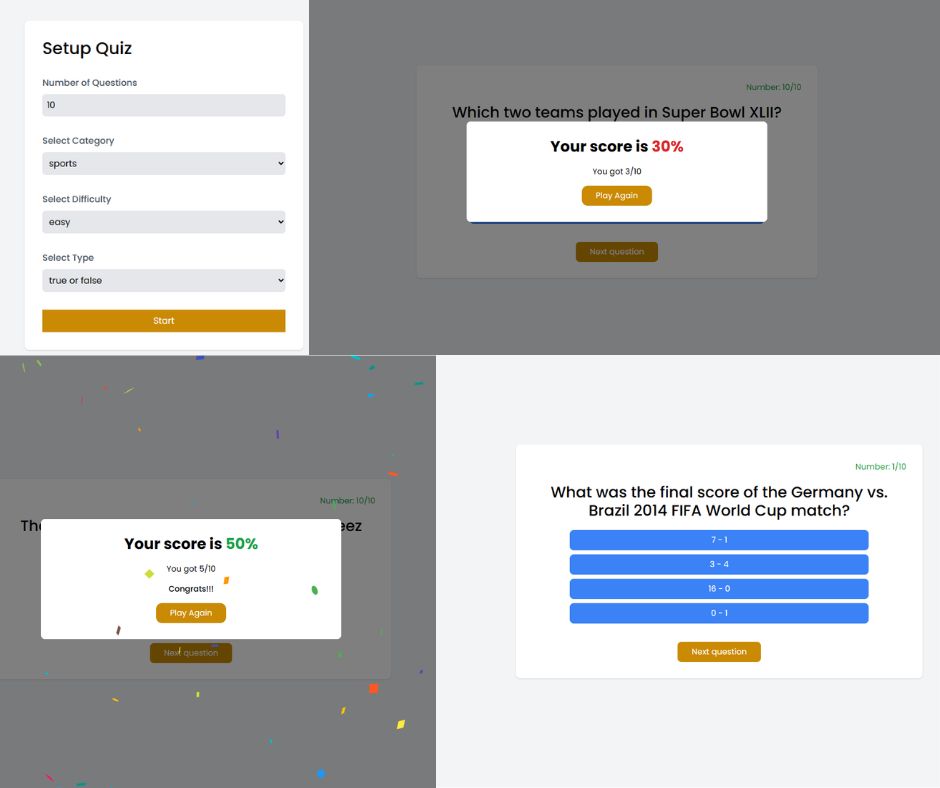 Setup Quiz
Number of Questions
10
Select Category
sports
Select Difficulty
easy
Select Type
true or false
Start
Number: 10/10
Which two teams played in Super Bowl XLII?
Your score is 30%
You got 3/10
Play Again
Next question
Number: 10/10
Your score is 50%
You got 5/10
Congrats!!!
Play Again
Next question
Number: 1/10
What was the final score of the Germany vs.
Brazil 2014 FIFA World Cup match?
7 - 1
3 - 4
16 - 0
0 - 1
Next question